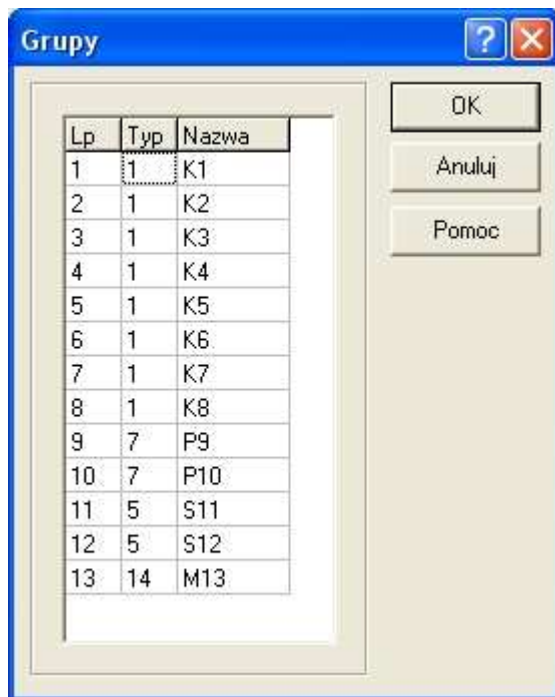 Grupy
OK
Anuluj
Pomoc
Lp Typ Nazwa
1 1 K1
2 1 K2
3 1 K3
4 1 K4
5 1 K5
6 1 K6
7 1 K7
8 1 K8
9 7 P9
10 7 P10
11 5 S11
12 5 S12
13 14 M13